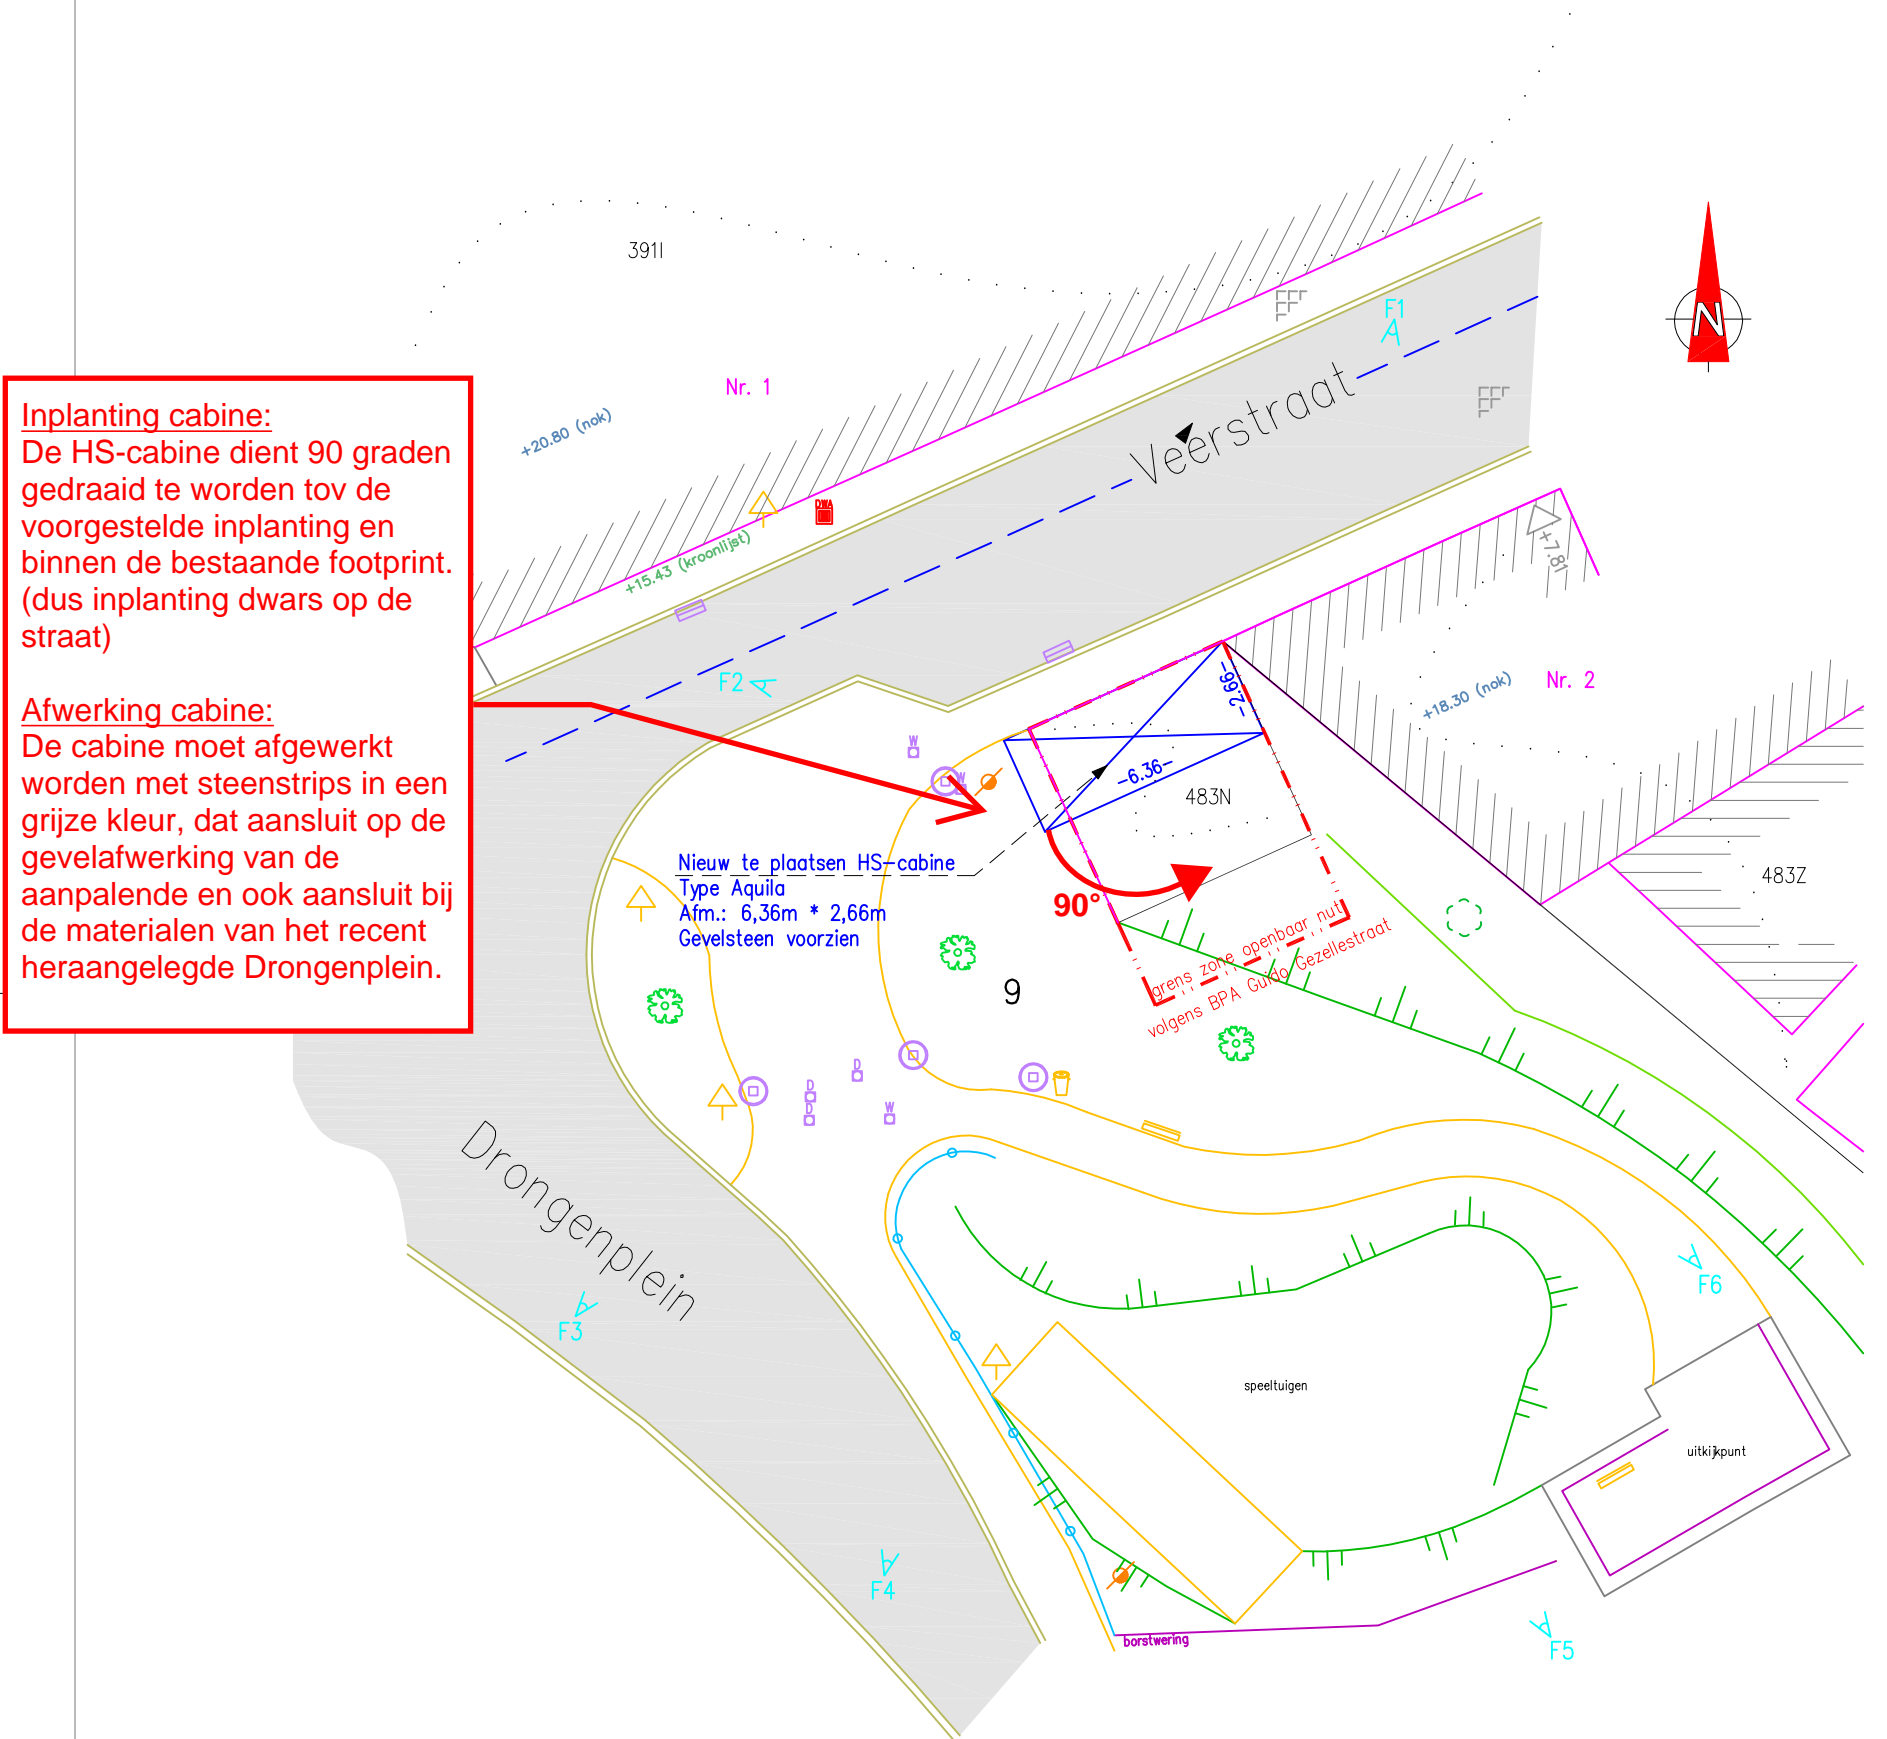 391I
Nr. 1
+20.80 (nok)
+15.43 (kroonlijst)
DWA
F1
N
Veerstraat
+7.81
Inplanting cabine:
De HS-cabine dient 90 graden
gedraaid te worden tov de
voorgestelde inplanting en
binnen de bestaande footprint.
(dus inplanting dwars op de
straat)
Afwerking cabine:
De cabine moet afgewerkt
worden met steenstrips in een
grijze kleur, dat aansluit op de
gevelafwerking van de
aanpalende en ook aansluit bij
de materialen van het recent
heraangelegde Drongenplein.
F2
-2.66-
Nr. 2
+18.30 (nok)
W
W
-6.36-
483N
483Z
Nieuw te plaatsen HS-cabine
Type Aquila
Afm.: 6,36m * 2,66m
Gevelsteen voorzien
90°
grens zone openbaar nut
volgens BPA Guido Gezellestraat
9
D
D
D
W
Drongenplein
F3
F6
speeltuigen
uitkijkpunt
F4
borstwering
F5